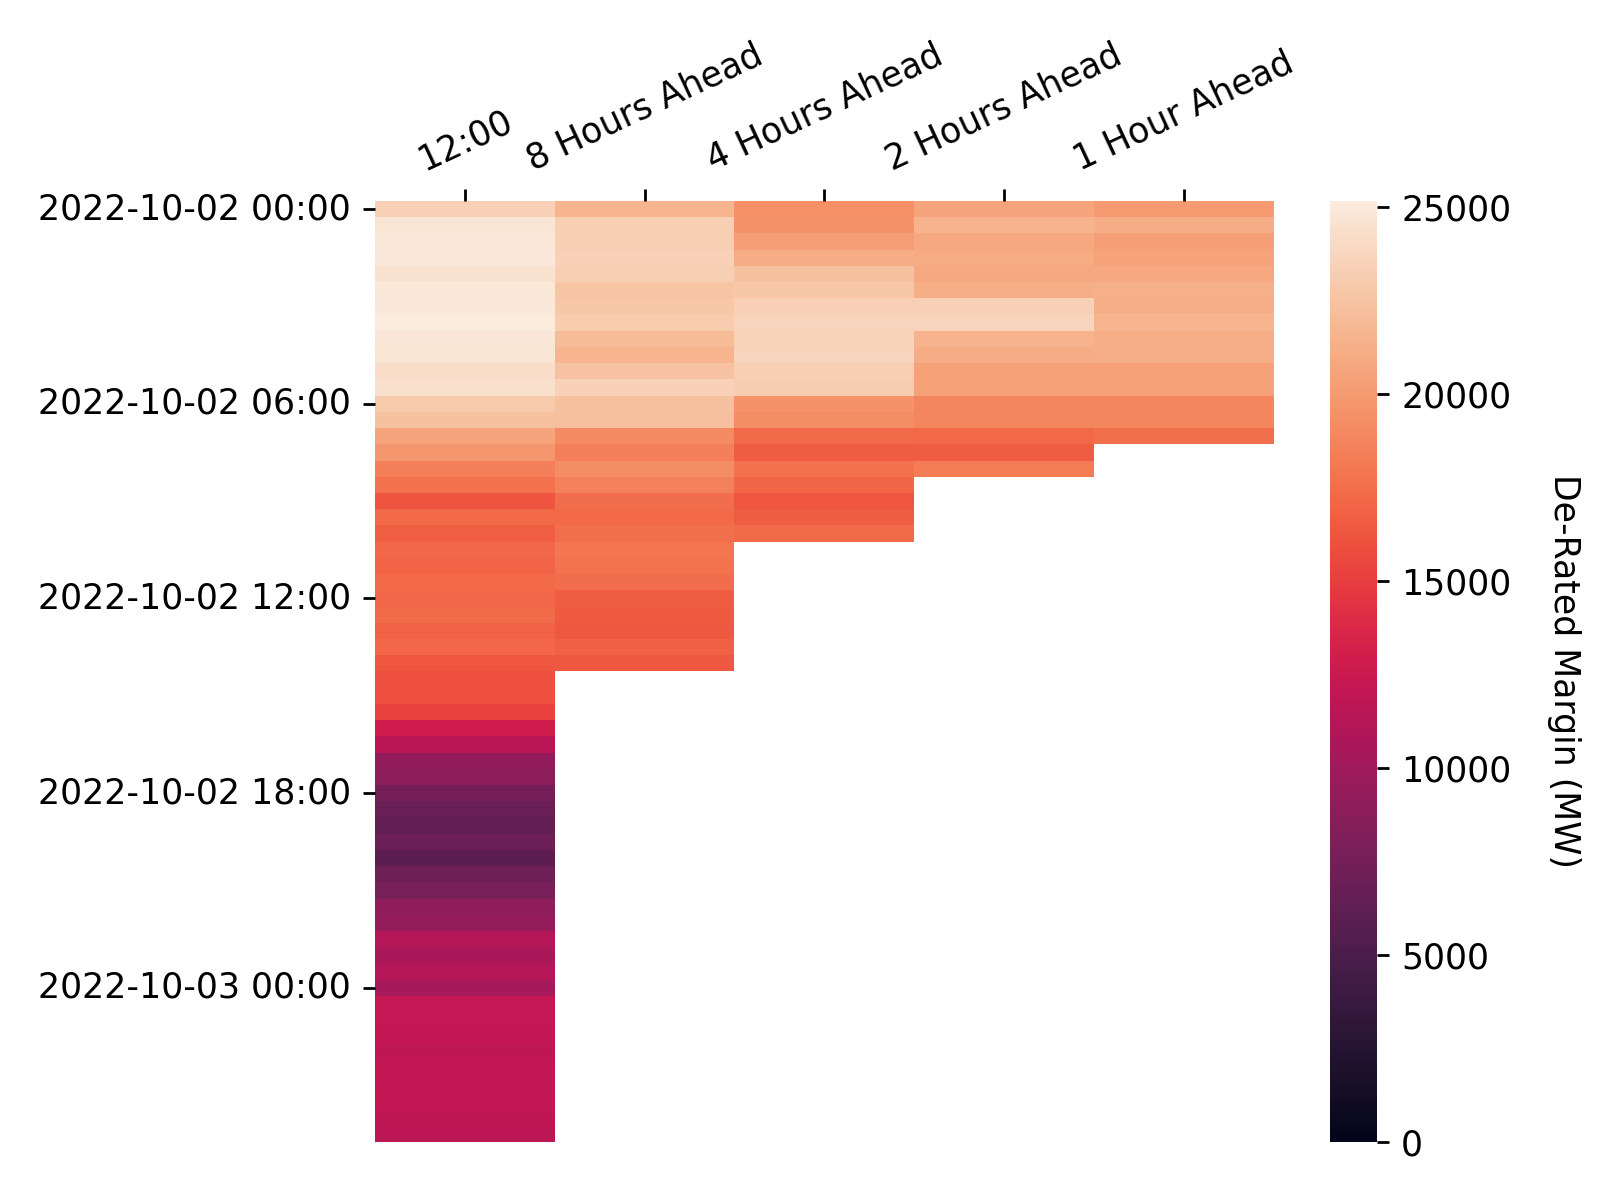 12:00
8 Hours Ahead
4 Hours Ahead
2 Hours Ahead
1 Hour Ahead
2022-10-02 00:00
2022-10-02 06:00
2022-10-02 12:00
2022-10-02 18:00
2022-10-03 00:00
25000
20000
15000
10000
5000
0
De-Rated Margin (MW)